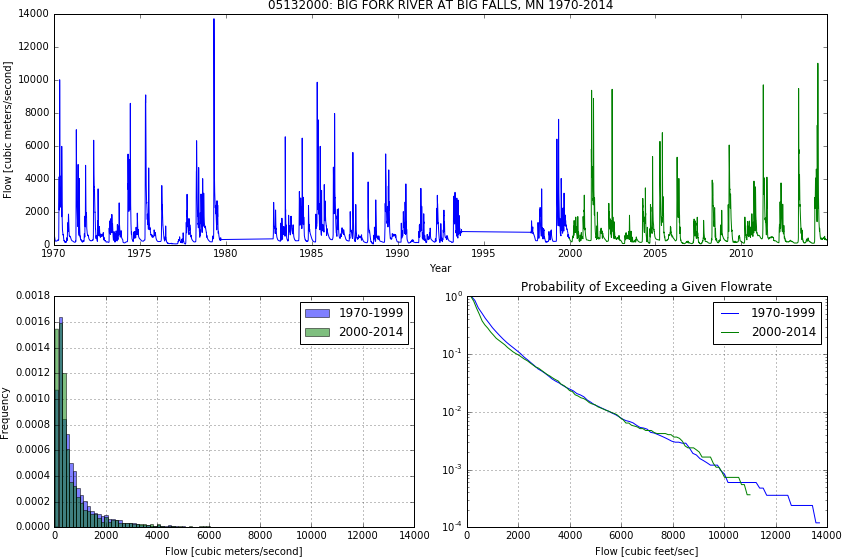 05132000: BIG FORK RIVER AT BIG FALLS, MN 1970-2014
Flow [cubic meters/second]
14000
12000
10000
8000
6000
4000
2000
0
1970 1975 1980 1985 1990 1995 2000 2005 2010
Year
Frequency
0.0018
0.0016
0.0014
0.0012
0.0010
0.0008
0.0006
0.0004
0.0002
0.0000
1970-1999
2000-2014
0 2000 4000 6000 8000 10000 12000 14000
Flow [cubic meters/second]
Probability of Exceeding a Given Flowrate
10^0
10^-1
10^-2
10^-3
10^-4
1970-1999
2000-2014
0 2000 4000 6000 8000 10000 12000 14000
Flow [cubic feet/sec]